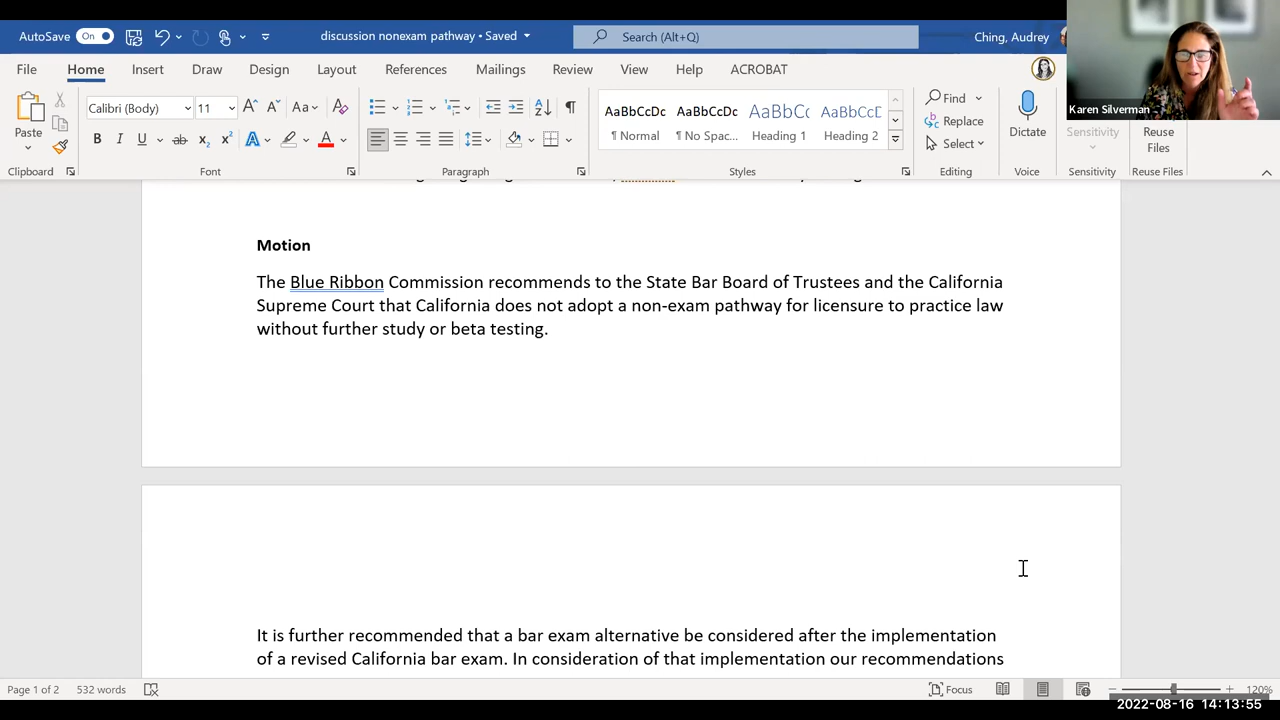 AutoSave On discussion nonexam pathway • Saved Search (Alt+Q) Ching, Audrey
File Home Insert Draw Design Layout References Mailings Review View Help ACROBAT
Karen Silverman
Paste
Calibri (Body) 11 A A Aa A
B I U ab x2 x2 A A
AaBbCcDc AaBbCcDc AaBbCc AaBbCcD
¶ Normal ¶ No Spac... Heading 1 Heading 2
Find
Replace
Select
Dictate
Sensitivity
Reuse
Files
Clipboard Font Paragraph Styles Editing Voice Sensitivity Reuse Files
Motion
The Blue Ribbon Commission recommends to the State Bar Board of Trustees and the California
Supreme Court that California does not adopt a non-exam pathway for licensure to practice law
without further study or beta testing.
It is further recommended that a bar exam alternative be considered after the implementation
of a revised California bar exam. In consideration of that implementation our recommendations
Page 1 of 2 532 words Focus 120%
2022-08-16 14:13:55